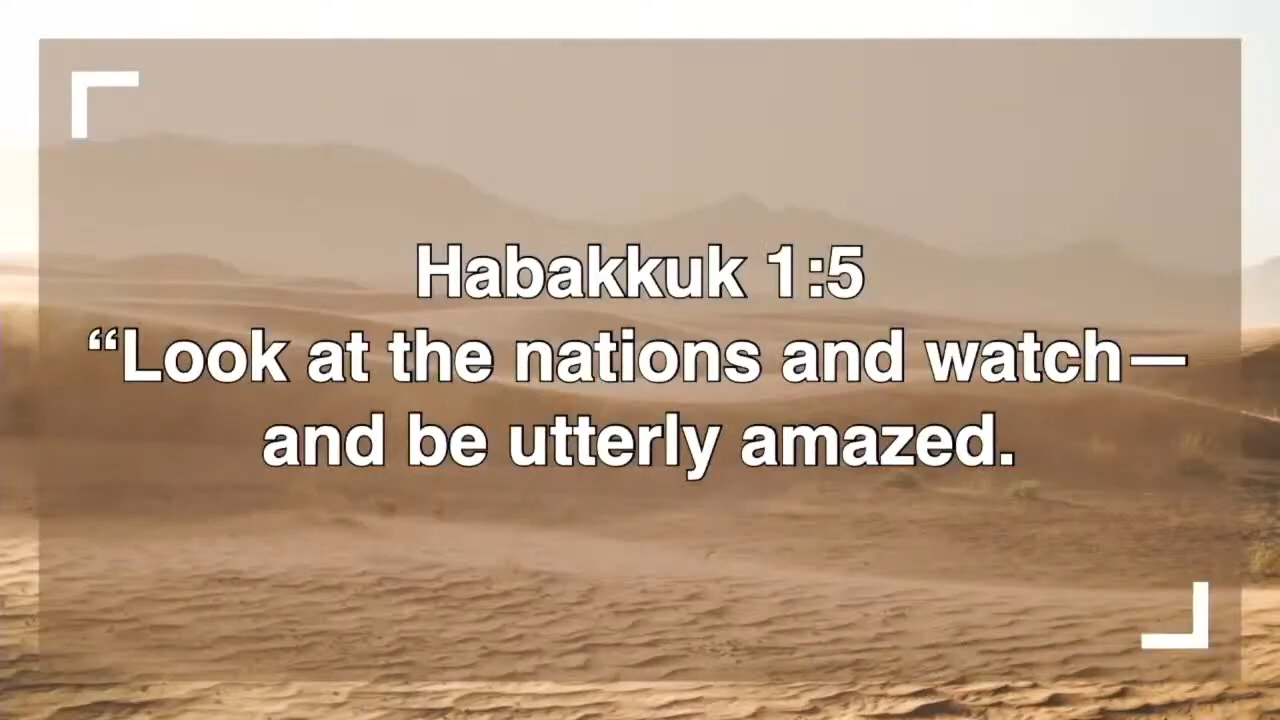 Habakkuk 1:5
“Look at the nations and watch—
and be utterly amazed.